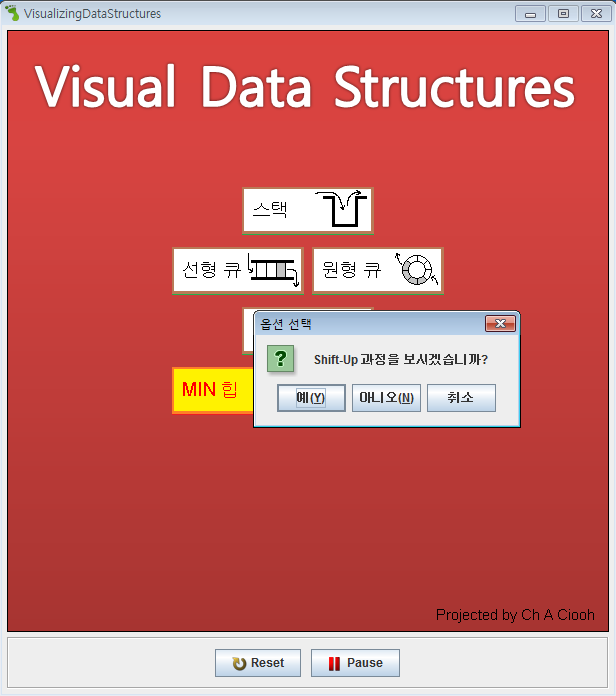 VisualizingDataStructures
Visual Data Structures
스택
선형 큐
원형 큐
옵션 선택
Shift-Up 과정을 보시겠습니까?
MIN 힙
예(Y)
아니오(N)
취소
Projected by Ch A Ciooh
Reset
Pause